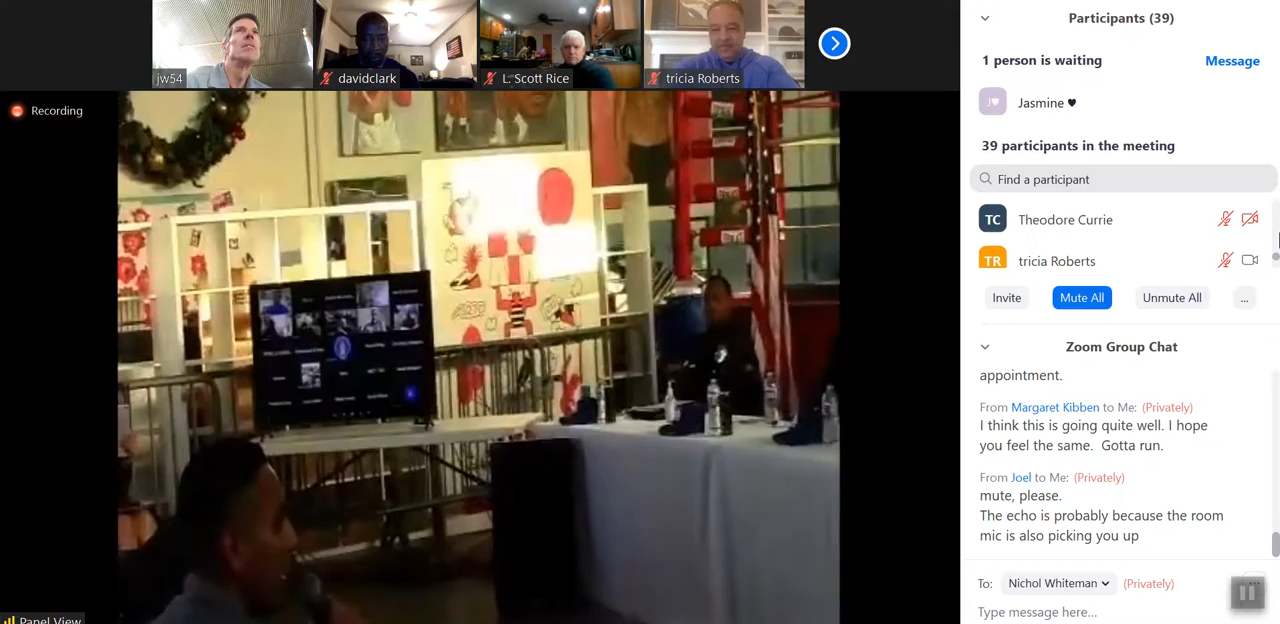 jw54
davidclark
L. Scott Rice
tricia Roberts
Recording
Panel View
Participants (39)
1 person is waiting
Message
J♥
Jasmine ♥
39 participants in the meeting
Find a participant
TC
Theodore Currie
TR
tricia Roberts
Invite
Mute All
Unmute All
...
Zoom Group Chat
appointment.
From Margaret Kibben to Me: (Privately)
I think this is going quite well. I hope
you feel the same.  Gotta run.
From Joel to Me: (Privately)
mute, please.
The echo is probably because the room
mic is also picking you up
To: Nichol Whiteman (Privately)
Type message here...